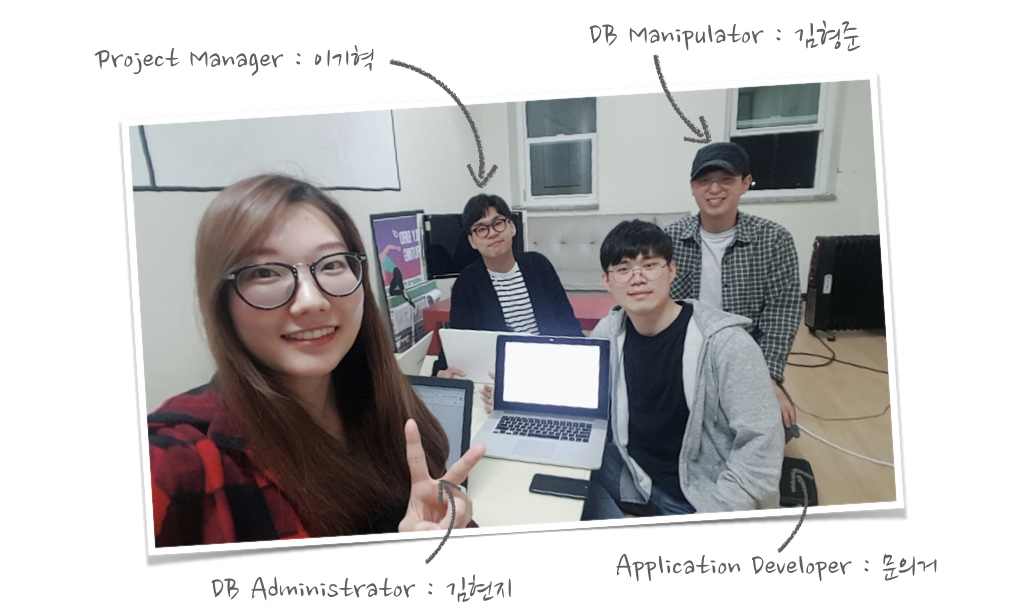 DB Manipulator : 김형준
Project Manager : 이기혁
DB Administrator : 김현지
Application Developer : 문의거